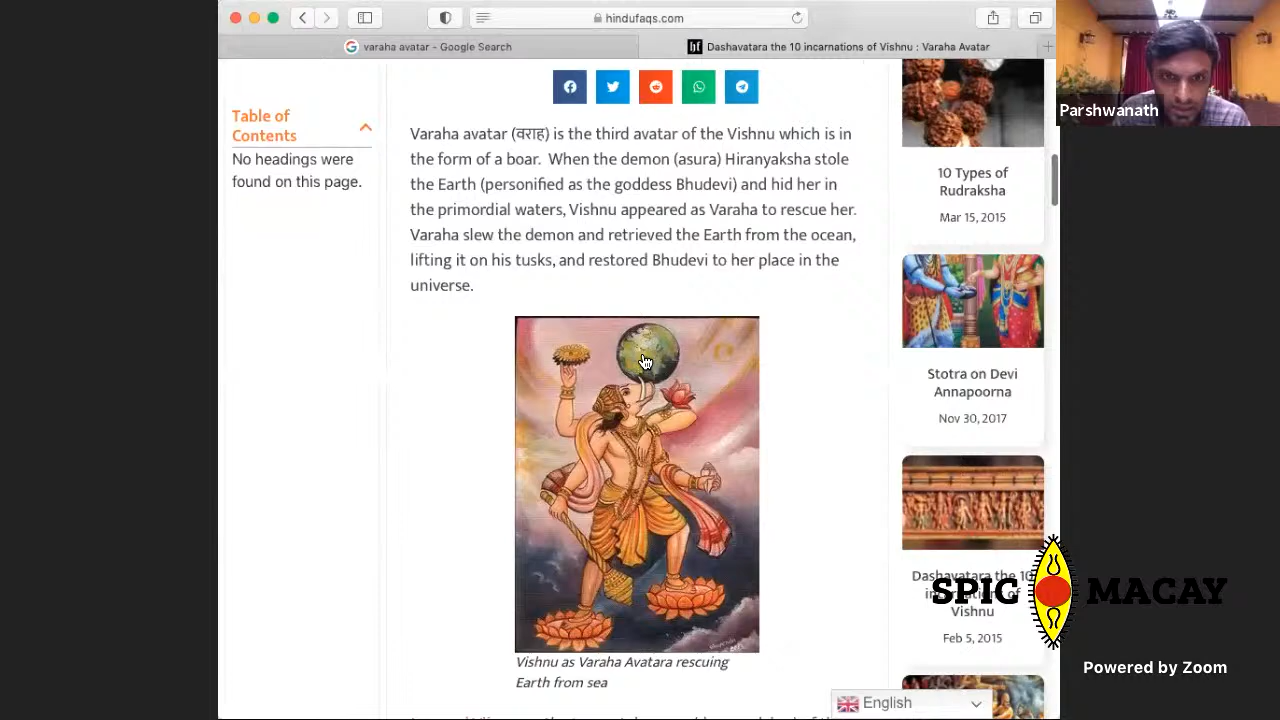 hindufaqs.com
varaha avatar - Google Search
bf Dashavatara the 10 incarnations of Vishnu : Varaha Avatar
Parshwanath
Table of
Contents
No headings were
found on this page.
Varaha avatar (वराह) is the third avatar of the Vishnu which is in
the form of a boar. When the demon (asura) Hiranyaksha stole
the Earth (personified as the goddess Bhudevi) and hid her in
the primordial waters, Vishnu appeared as Varaha to rescue her.
Varaha slew the demon and retrieved the Earth from the ocean,
lifting it on his tusks, and restored Bhudevi to her place in the
universe.
Vishnu as Varaha Avatara rescuing
Earth from sea
10 Types of
Rudraksha
Mar 15, 2015
Stotra on Devi
Annapoorna
Nov 30, 2017
Dashavatara the 10
incarnations of
Vishnu
Feb 5, 2015
SPIC MACAY
Powered by Zoom
English